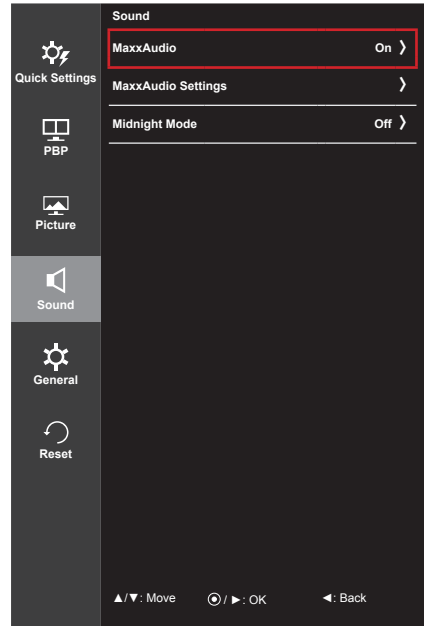 Sound
MaxxAudio On ❯
MaxxAudio Settings ❯
Midnight Mode Off ❯
Quick Settings
PBP
Picture
Sound
General
Reset
▲/▼: Move ⦿ / ►: OK ◄: Back